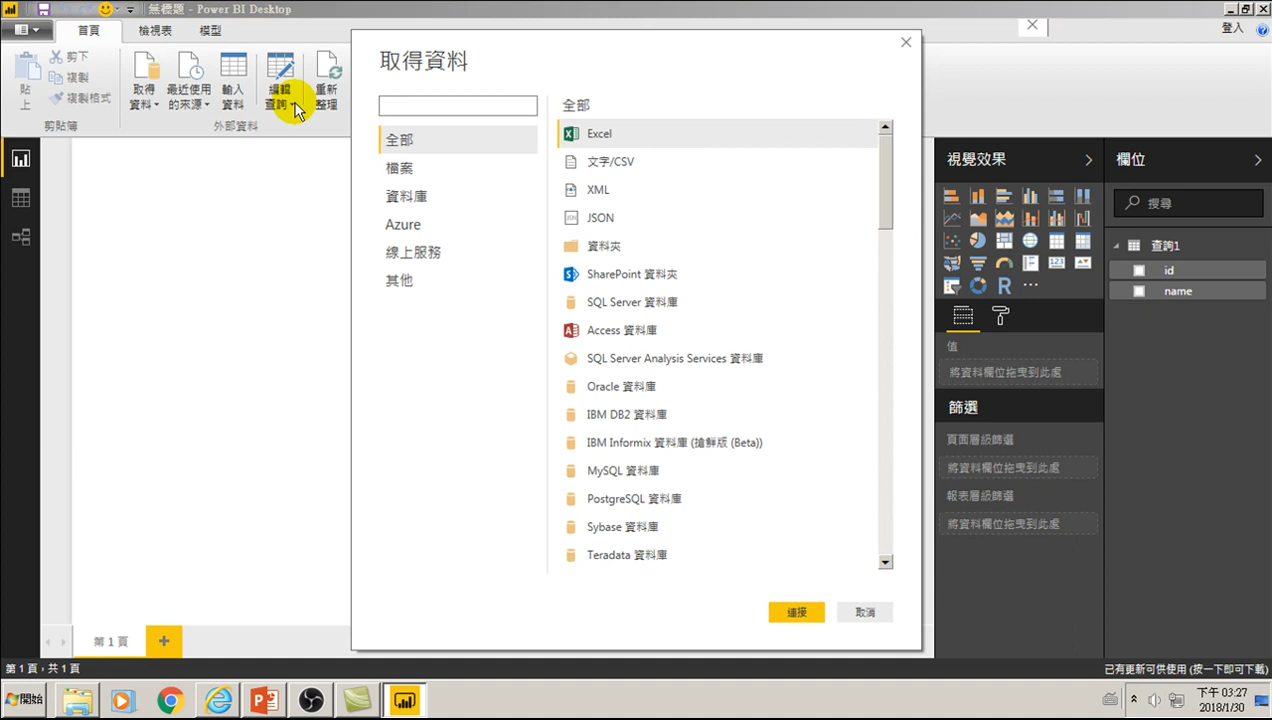 無標題 - Power BI Desktop
首頁
檢視表
模型
登入
貼上
剪下
複製
複製格式
剪貼簿
取得資料
最近使用的來源
輸入資料
編輯查詢
重新整理
外部資料
取得資料
全部
檔案
資料庫
Azure
線上服務
其他
全部
Excel
文字/CSV
XML
JSON
資料夾
SharePoint 資料夾
SQL Server 資料庫
Access 資料庫
SQL Server Analysis Services 資料庫
Oracle 資料庫
IBM DB2 資料庫
IBM Informix 資料庫 (搶鮮版 (Beta))
MySQL 資料庫
PostgreSQL 資料庫
Sybase 資料庫
Teradata 資料庫
連接
取消
視覺效果
值
將資料欄位拖曳到此處
篩選
頁面層級篩選
將資料欄位拖曳到此處
報表層級篩選
將資料欄位拖曳到此處
欄位
搜尋
查詢1
id
name
第 1 頁
第 1 頁，共 1 頁
已有更新可供使用 (按一下即可下載)
開始
下午 03:27
2018/1/30